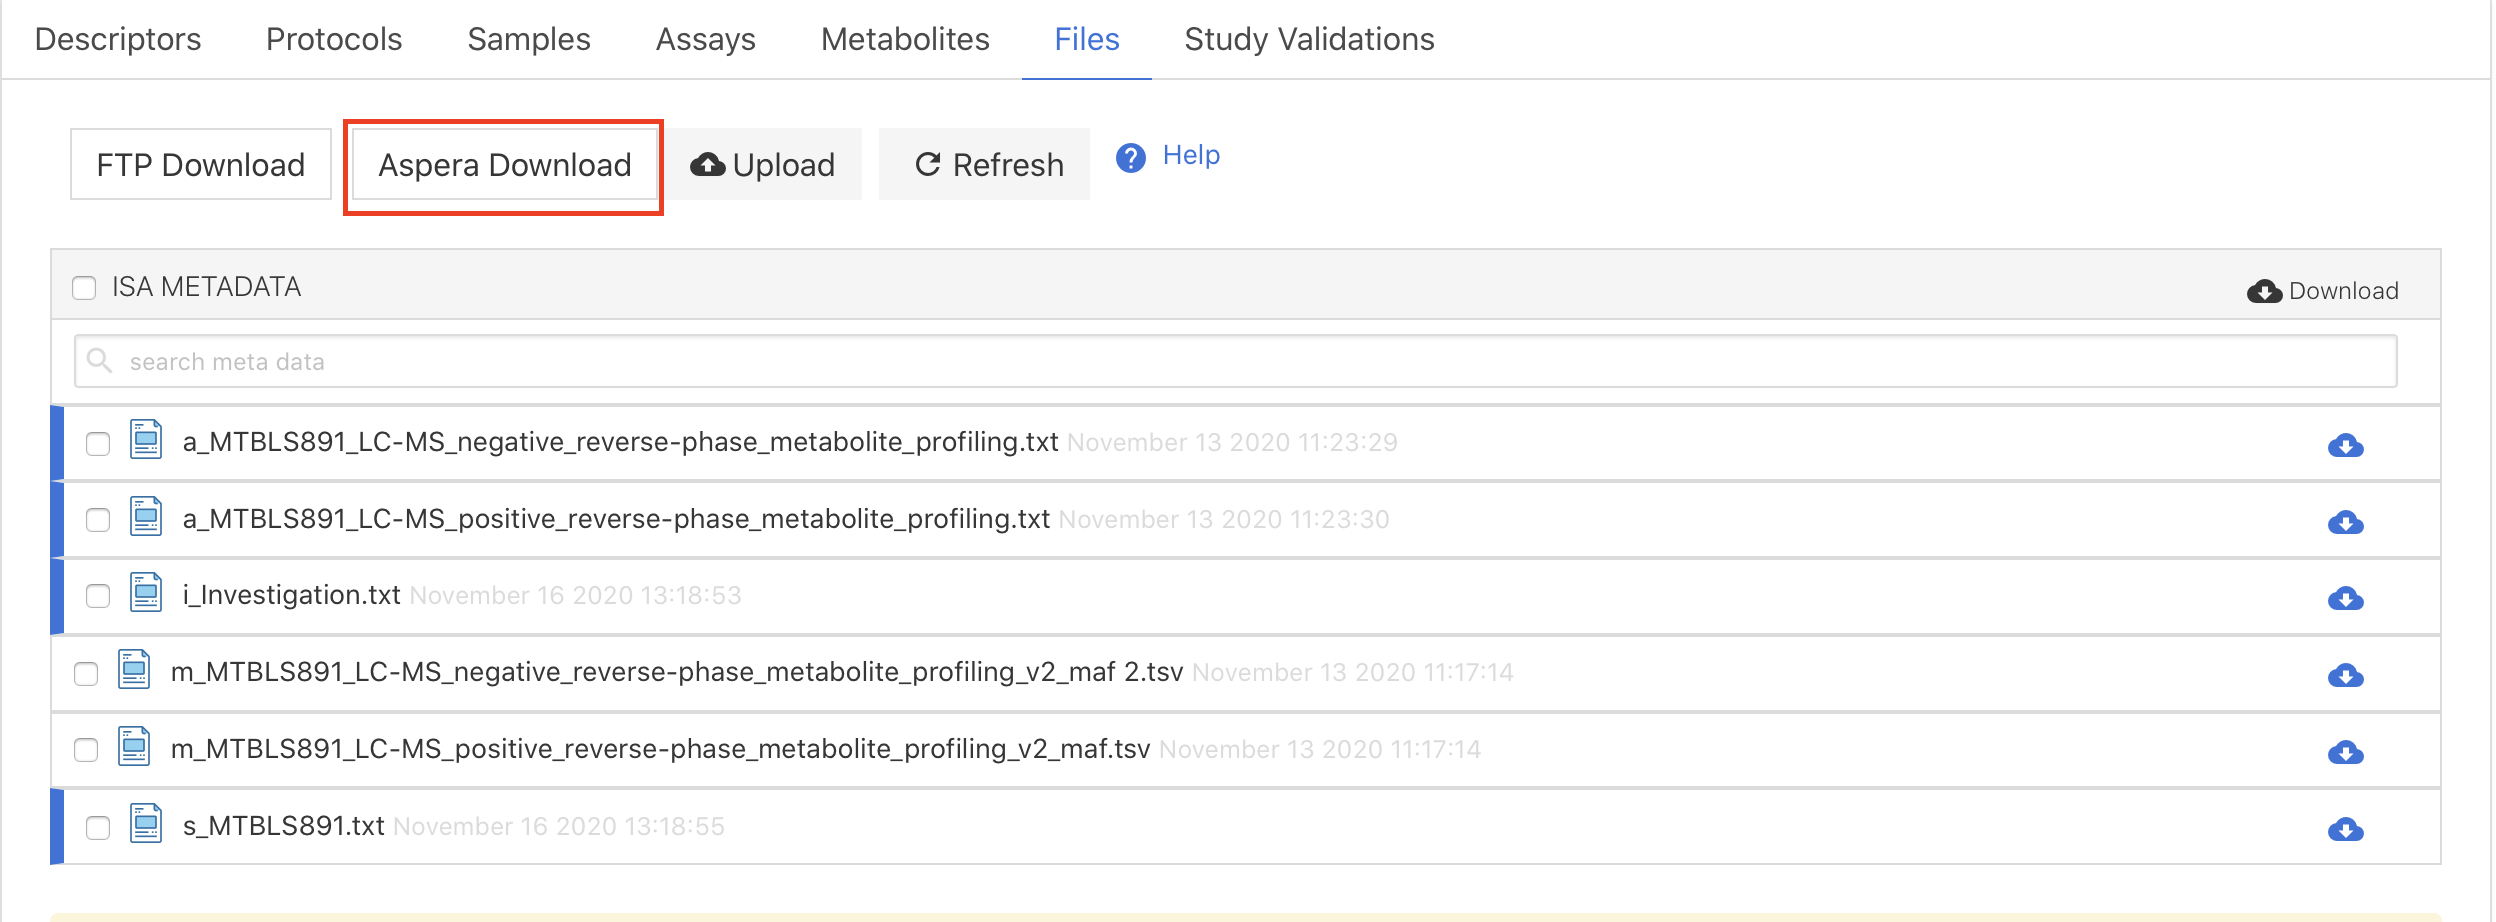 Descriptors Protocols Samples Assays Metabolites Files Study Validations
FTP Download Aspera Download Upload Refresh ? Help
ISA METADATA Download
search meta data
a_MTBLS891_LC-MS_negative_reverse-phase_metabolite_profiling.txt November 13 2020 11:23:29
a_MTBLS891_LC-MS_positive_reverse-phase_metabolite_profiling.txt November 13 2020 11:23:30
i_Investigation.txt November 16 2020 13:18:53
m_MTBLS891_LC-MS_negative_reverse-phase_metabolite_profiling_v2_maf 2.tsv November 13 2020 11:17:14
m_MTBLS891_LC-MS_positive_reverse-phase_metabolite_profiling_v2_maf.tsv November 13 2020 11:17:14
s_MTBLS891.txt November 16 2020 13:18:55